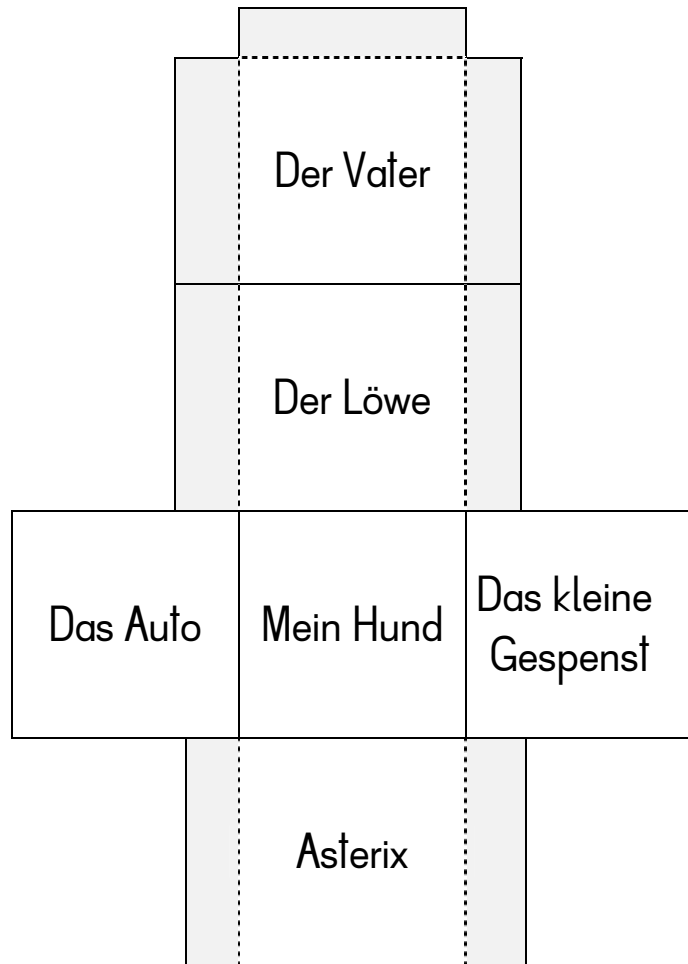 Der Vater
Der Löwe
Das Auto
Mein Hund
Das kleine
Gespenst
Asterix